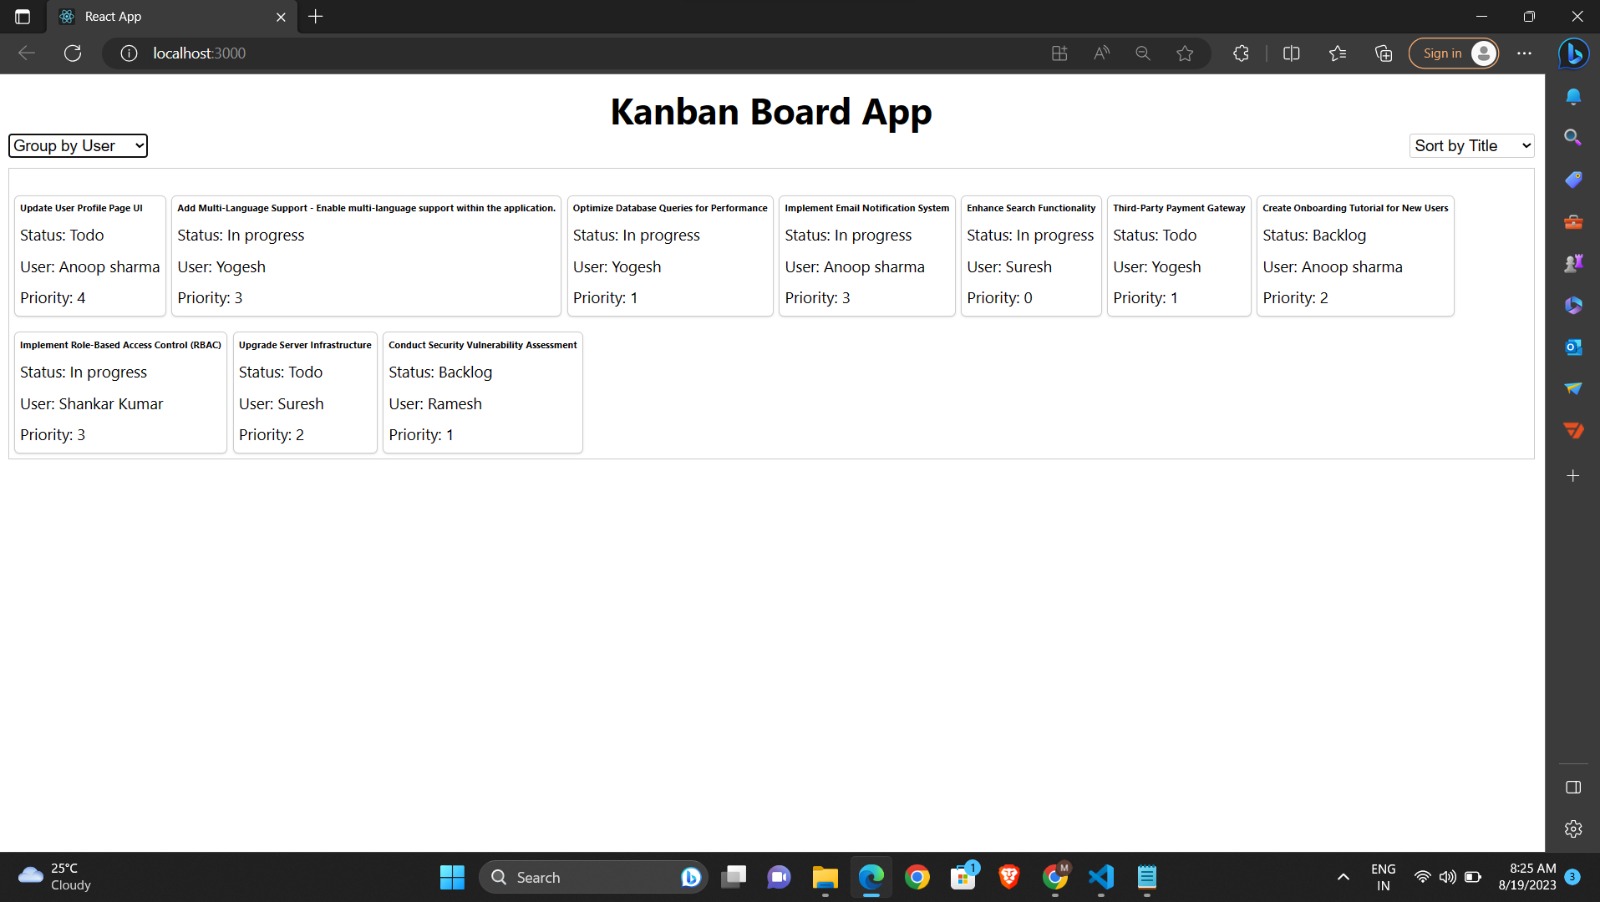 React App
localhost:3000
Sign in
Kanban Board App
Group by User
Sort by Title
Update User Profile Page UI
Status: Todo
User: Anoop sharma
Priority: 4
Add Multi-Language Support - Enable multi-language support within the application.
Status: In progress
User: Yogesh
Priority: 3
Optimize Database Queries for Performance
Status: In progress
User: Yogesh
Priority: 1
Implement Email Notification System
Status: In progress
User: Anoop sharma
Priority: 3
Enhance Search Functionality
Status: In progress
User: Suresh
Priority: 0
Third-Party Payment Gateway
Status: Todo
User: Yogesh
Priority: 1
Create Onboarding Tutorial for New Users
Status: Backlog
User: Anoop sharma
Priority: 2
Implement Role-Based Access Control (RBAC)
Status: In progress
User: Shankar Kumar
Priority: 3
Upgrade Server Infrastructure
Status: Todo
User: Suresh
Priority: 2
Conduct Security Vulnerability Assessment
Status: Backlog
User: Ramesh
Priority: 1
25°C
Cloudy
Search
1
M
ENG
IN
8:25 AM
8/19/2023
3